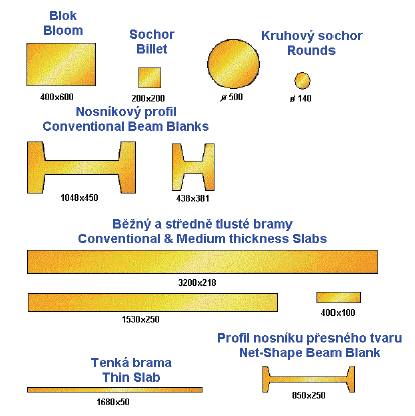 Blok
Bloom
400x600
Sochor
Billet
200x200
Kruhový sochor
Rounds
ø 500
ø 140
Nosníkový profil
Conventional Beam Blanks
1048x450
438x381
Běžný a středně tlusté bramy
Conventional & Medium thickness Slabs
3200x218
1530x250
400x100
Tenká brama
Thin Slab
1680x50
Profil nosníku přesného tvaru
Net-Shape Beam Blank
850x250